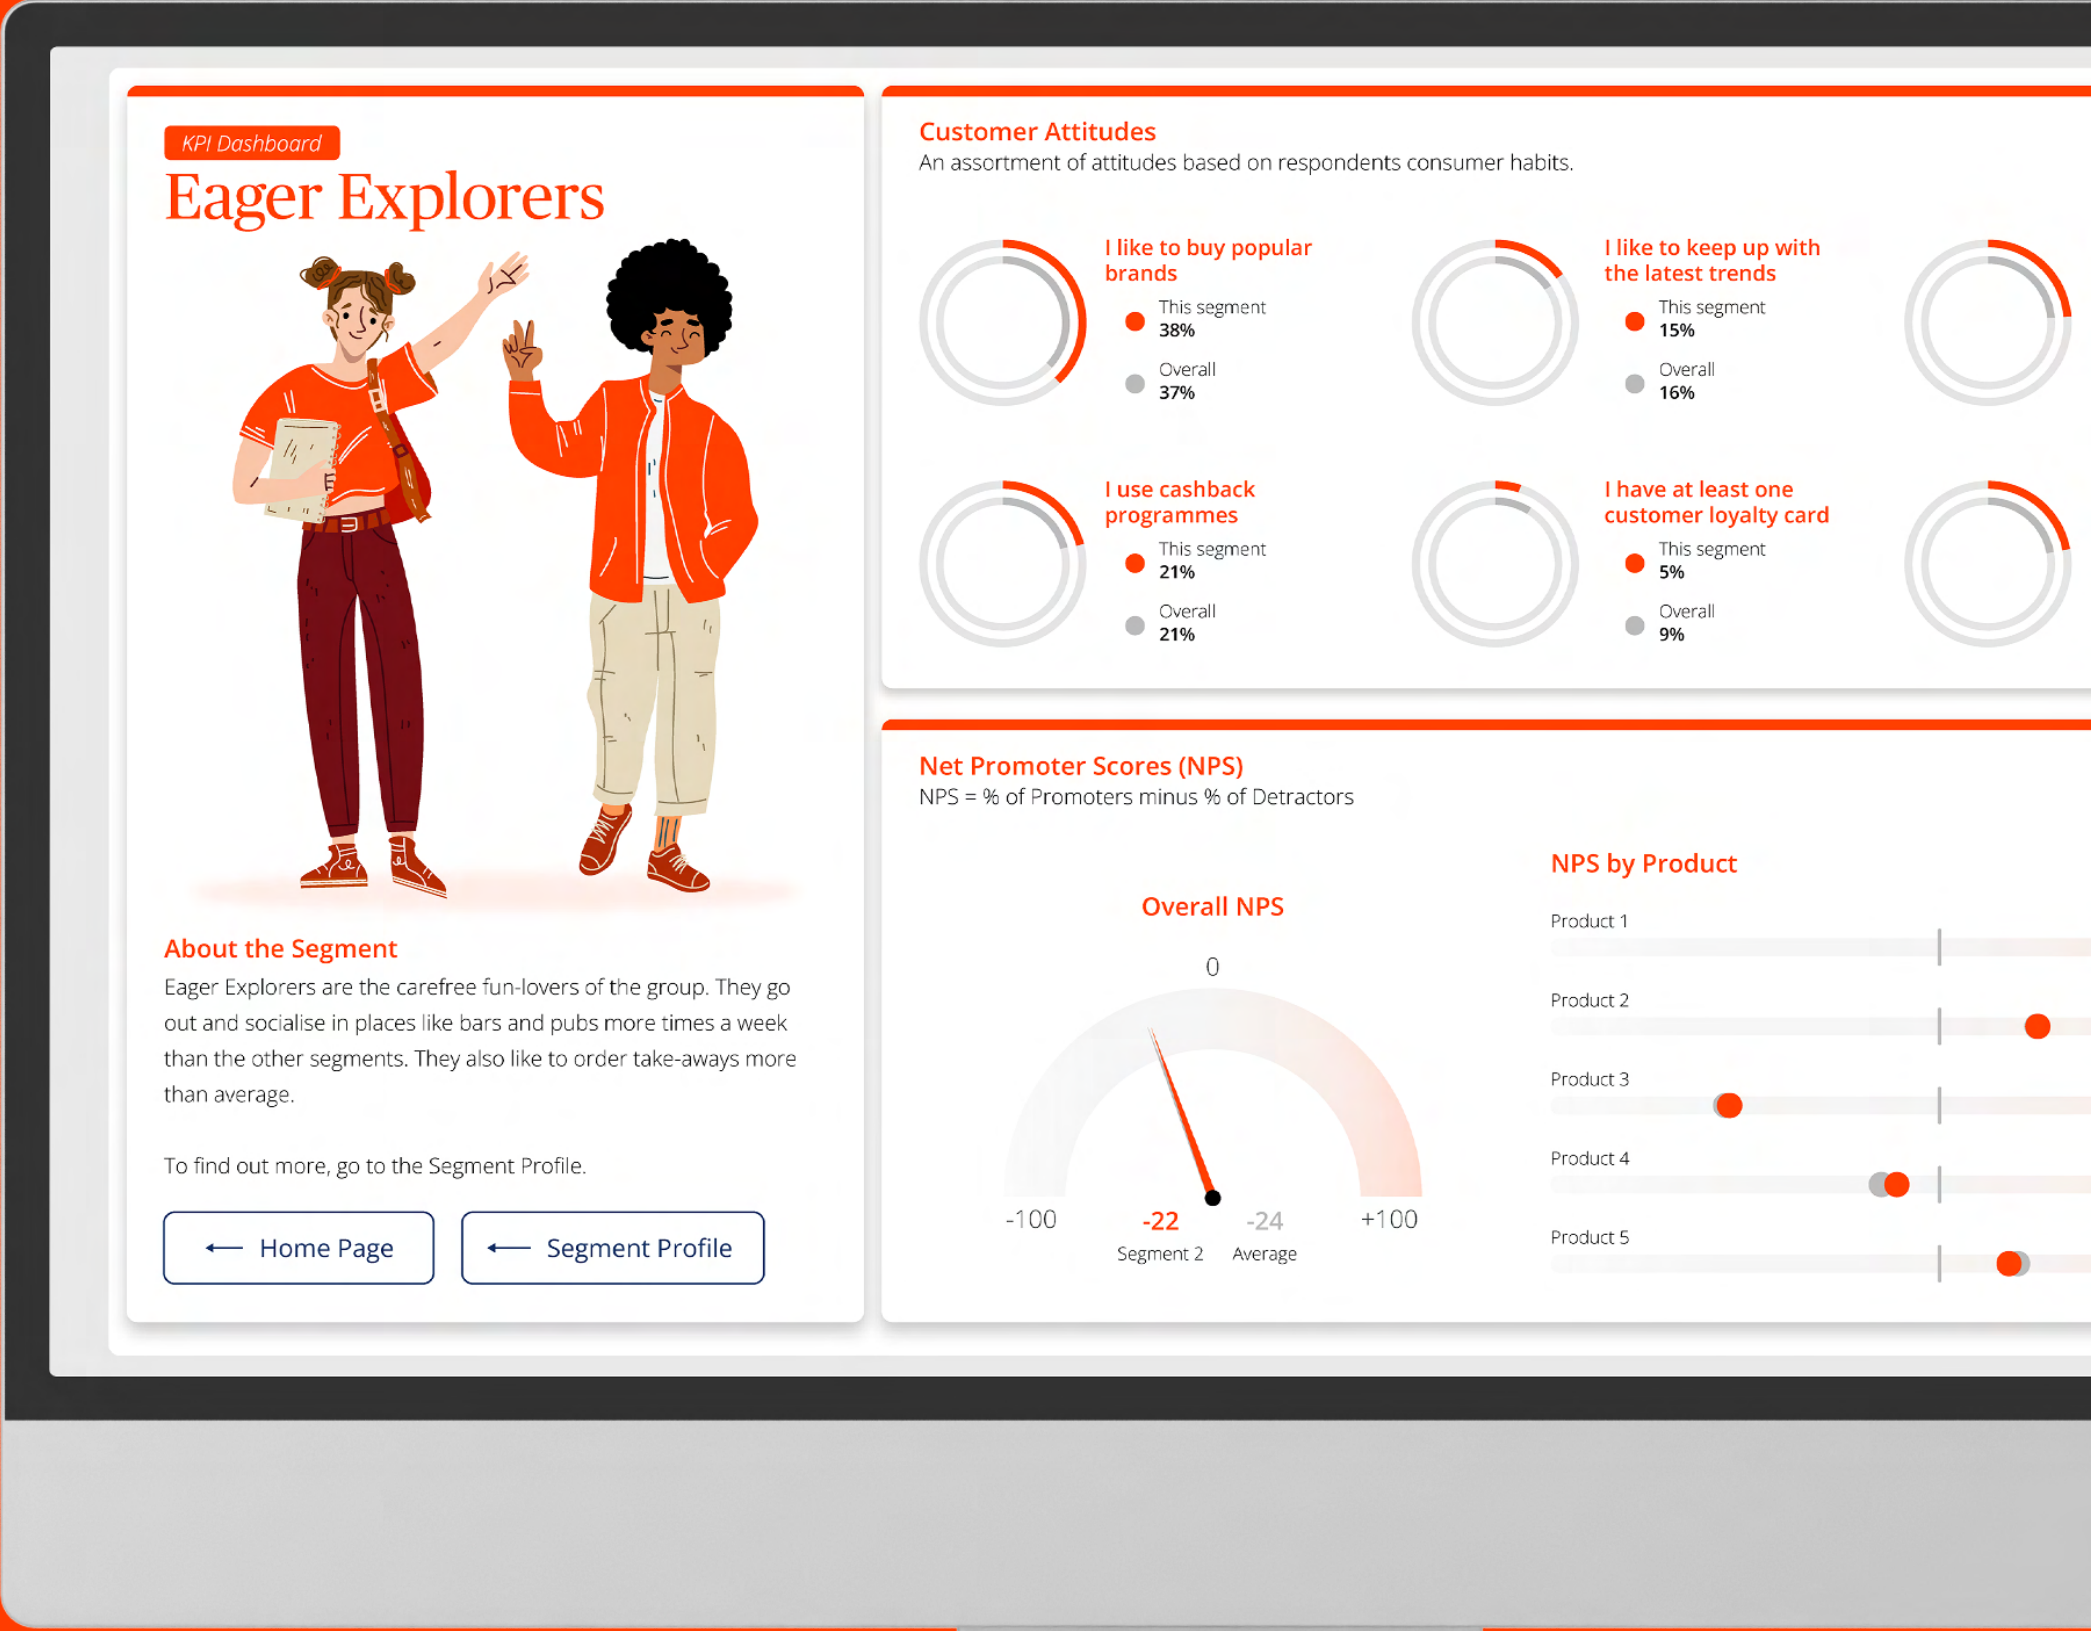 KPI Dashboard
Eager Explorers
About the Segment
Eager Explorers are the carefree fun-lovers of the group. They go
out and socialise in places like bars and pubs more times a week
than the other segments. They also like to order take-aways more
than average.
To find out more, go to the Segment Profile.
Home Page
Segment Profile
Customer Attitudes
An assortment of attitudes based on respondents consumer habits.
I like to buy popular
brands
This segment
38%
Overall
37%
I like to keep up with
the latest trends
This segment
15%
Overall
16%
I use cashback
programmes
This segment
21%
Overall
21%
I have at least one
customer loyalty card
This segment
5%
Overall
9%
Net Promoter Scores (NPS)
NPS = % of Promoters minus % of Detractors
Overall NPS
0
-100
-22
-24
+100
Segment 2
Average
NPS by Product
Product 1
Product 2
Product 3
Product 4
Product 5